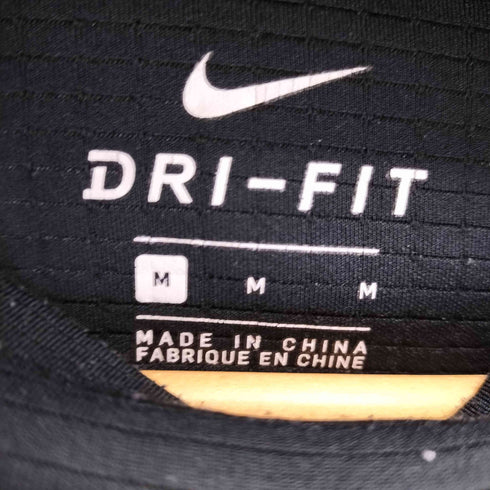 DRI-FIT
M M M
MADE IN CHINA
FABRIQUE EN CHINE